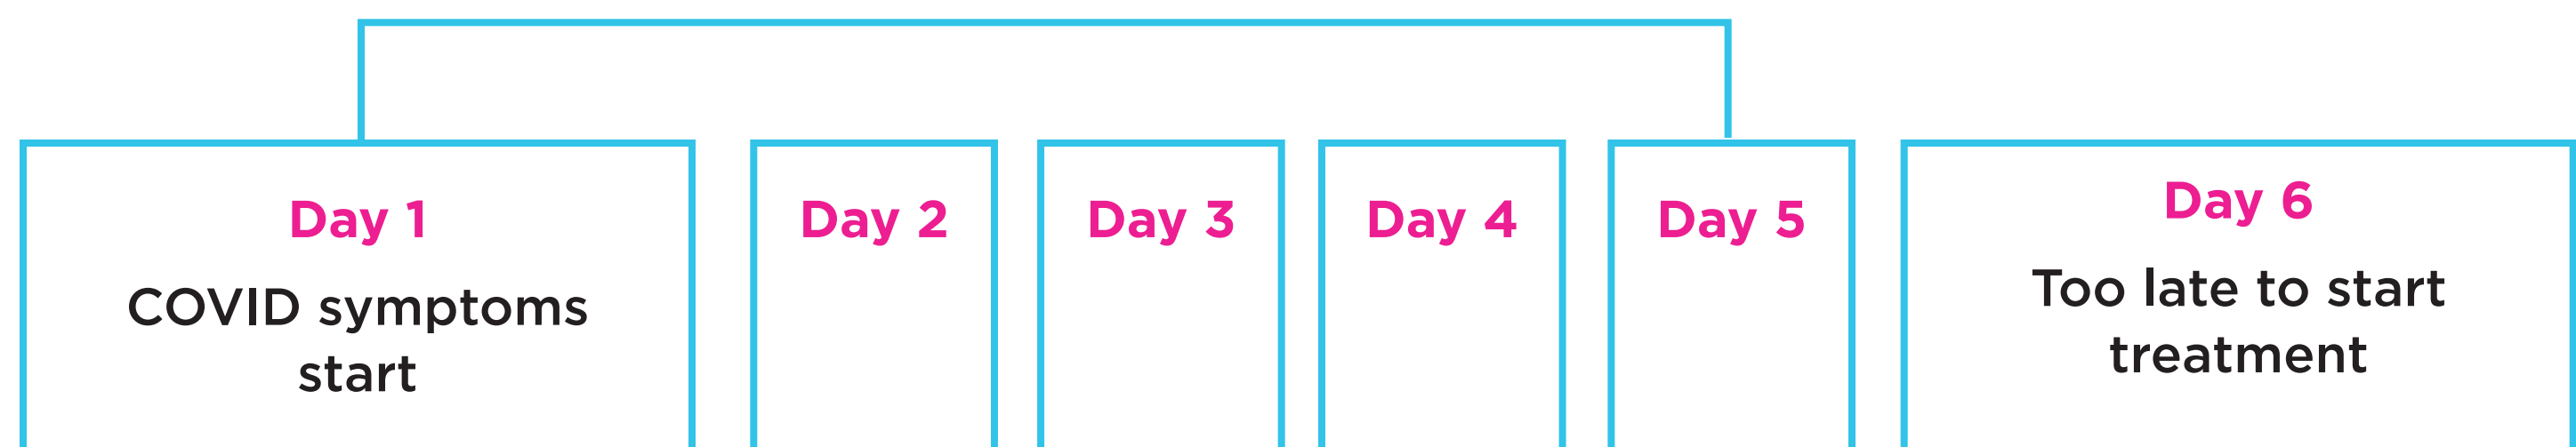 Day 1
COVID symptoms
start
Day 2
Day 3
Day 4
Day 5
Day 6
Too late to start
treatment